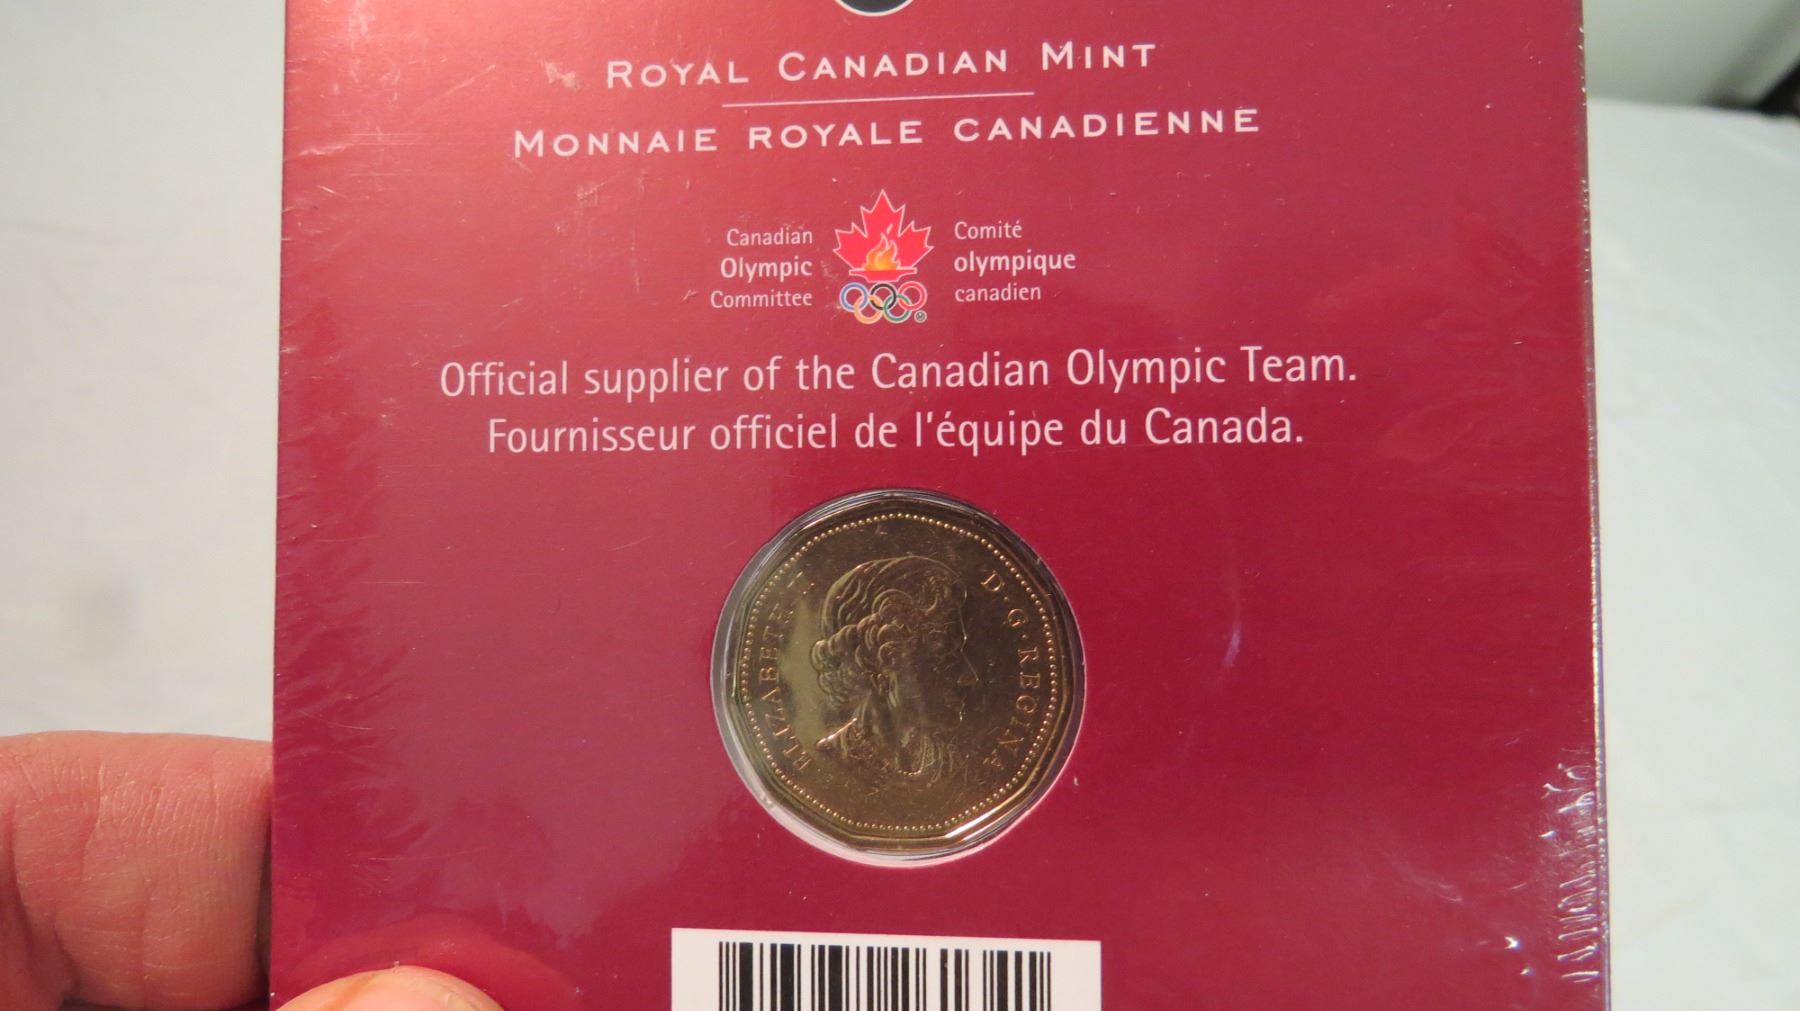 ROYAL CANADIAN MINT
MONNAIE ROYALE CANADIENNE
Canadian
Olympic
Committee
Comité
olympique
canadien
Official supplier of the Canadian Olympic Team.
Fournisseur officiel de l'équipe du Canada.
ELIZABETH II D·G·REGINA